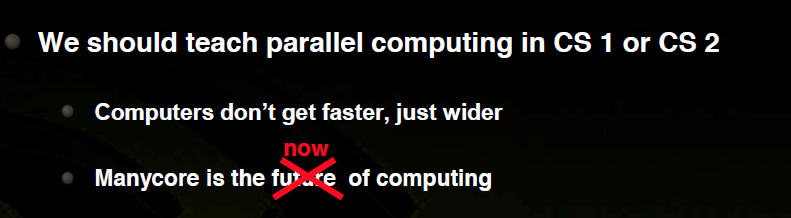 We should teach parallel computing in CS 1 or CS 2
Computers don't get faster, just wider
now
Manycore is the future of computing